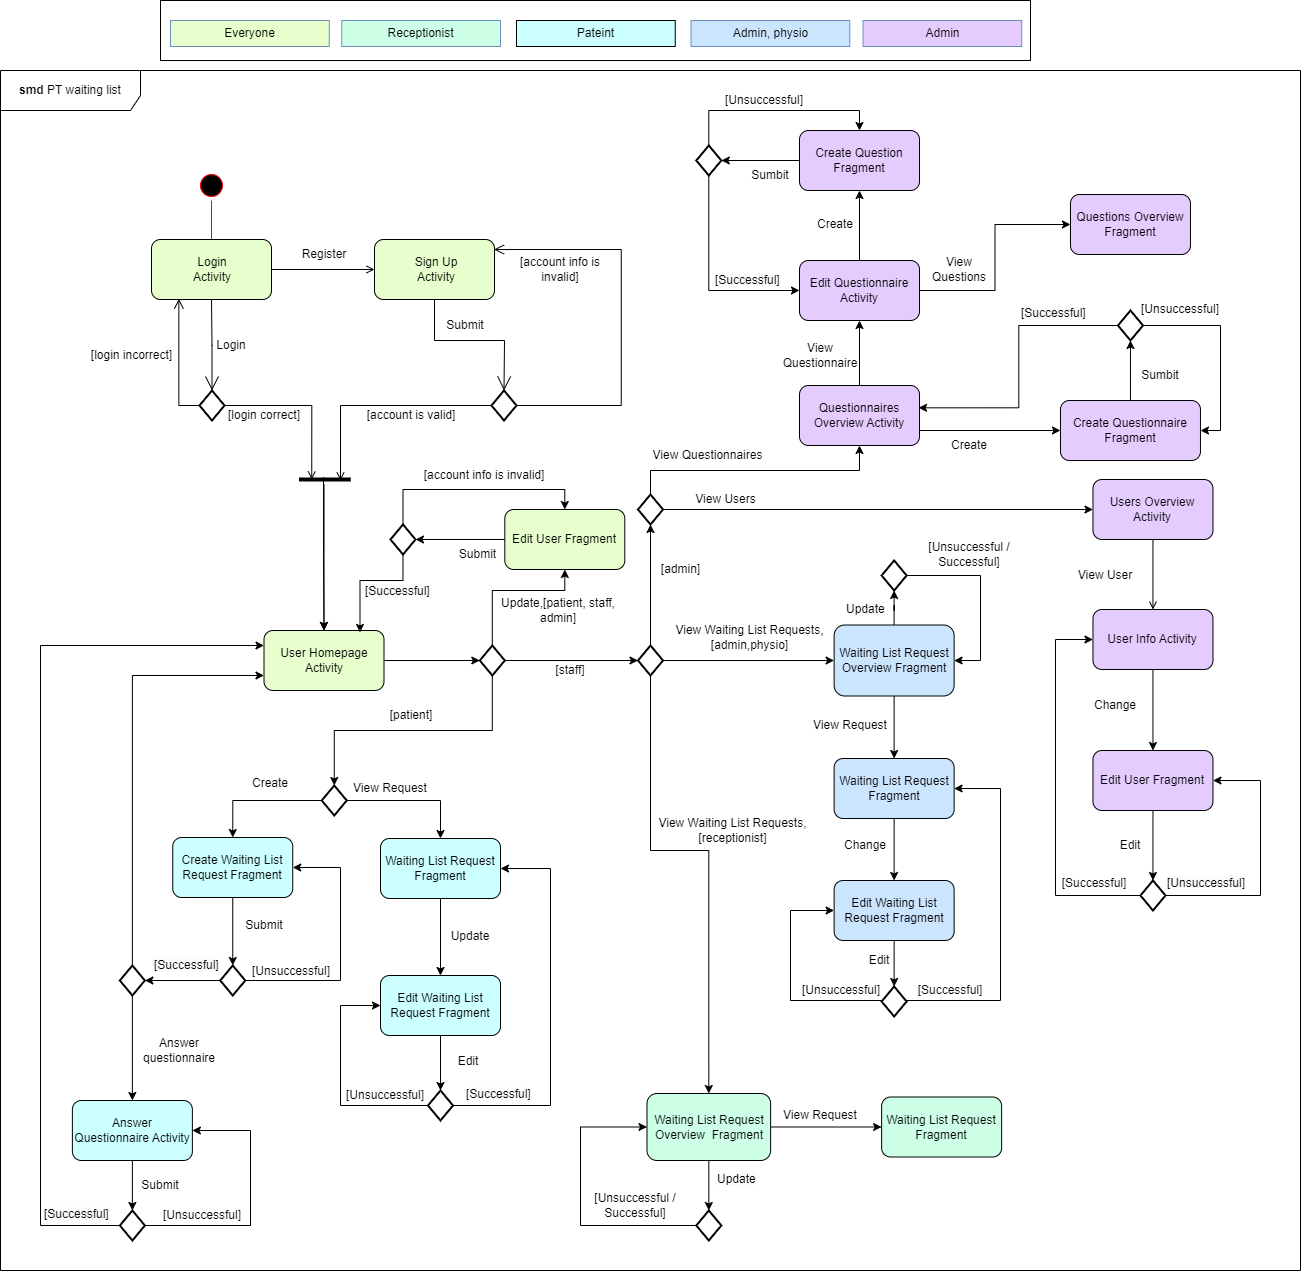 Everyone
Receptionist
Pateint
Admin, physio
Admin
smd PT waiting list
[Unsuccessful]
Create Question
Fragment
Sumbit
Create
Questions Overview
Fragment
View
Questions
[Successful]
Edit Questionnaire
Activity
Login
Activity
Register
Sign Up
Activity
[account info is
invalid]
Submit
Login
[login incorrect]
[login correct]
[account is valid]
View
Questionnaire
[Successful]
[Unsuccessful]
Sumbit
Questionnaires
Overview Activity
Create
Create Questionnaire
Fragment
View Questionnaires
View Users
Users Overview
Activity
[account info is invalid]
Edit User Fragment
Submit
[Successful]
Update,[patient, staff,
admin]
[admin]
[Unsuccessful /
Successful]
Update
View User
User Homepage
Activity
[staff]
View Waiting List Requests,
[admin,physio]
Waiting List Request
Overview Fragment
User Info Activity
[patient]
View Request
Change
Create
View Request
Waiting List Request
Fragment
Edit User Fragment
View Waiting List Requests,
[receptionist]
Change
Edit
Create Waiting List
Request Fragment
Waiting List Request
Fragment
[Successful]
[Unsuccessful]
Edit Waiting List
Request Fragment
Submit
Update
Edit
[Successful]
[Unsuccessful]
[Unsuccessful]
[Successful]
Edit Waiting List
Request Fragment
Answer
questionnaire
Edit
[Unsuccessful]
[Successful]
Answer
Questionnaire Activity
Waiting List Request
Overview  Fragment
View Request
Waiting List Request
Fragment
Submit
Update
[Successful]
[Unsuccessful]
[Unsuccessful /
Successful]